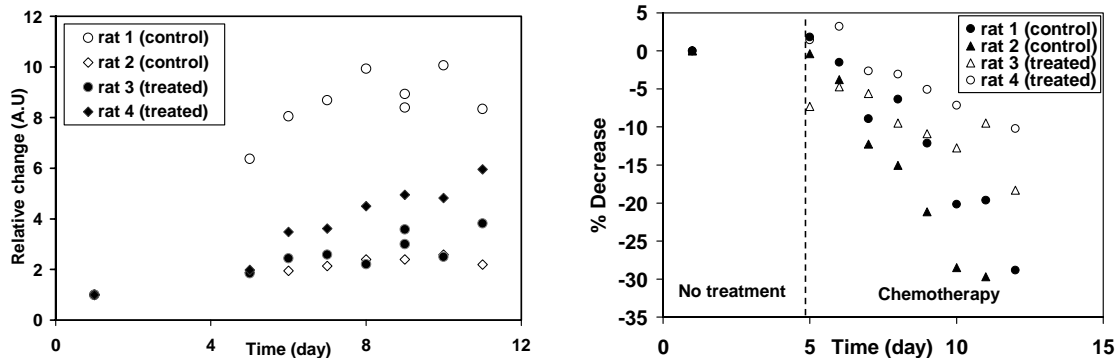 Relative change (A.U)
12
10
8
6
4
2
0
rat 1 (control)
rat 2 (control)
rat 3 (treated)
rat 4 (treated)
0 4 8 12
Time (day)
% Decrease
5
0
-5
-10
-15
-20
-25
-30
-35
rat 1 (control)
rat 2 (control)
rat 3 (treated)
rat 4 (treated)
No treatment Chemotherapy
0 5 10 15
Time (day)